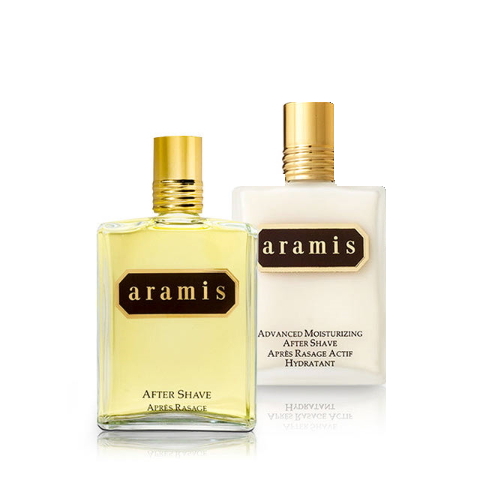 aramis
AFTER SHAVE
APRÈS RASAGE
aramis
ADVANCED MOISTURIZING
AFTER SHAVE
APRÈS RASAGE ACTIF
HYDRATANT